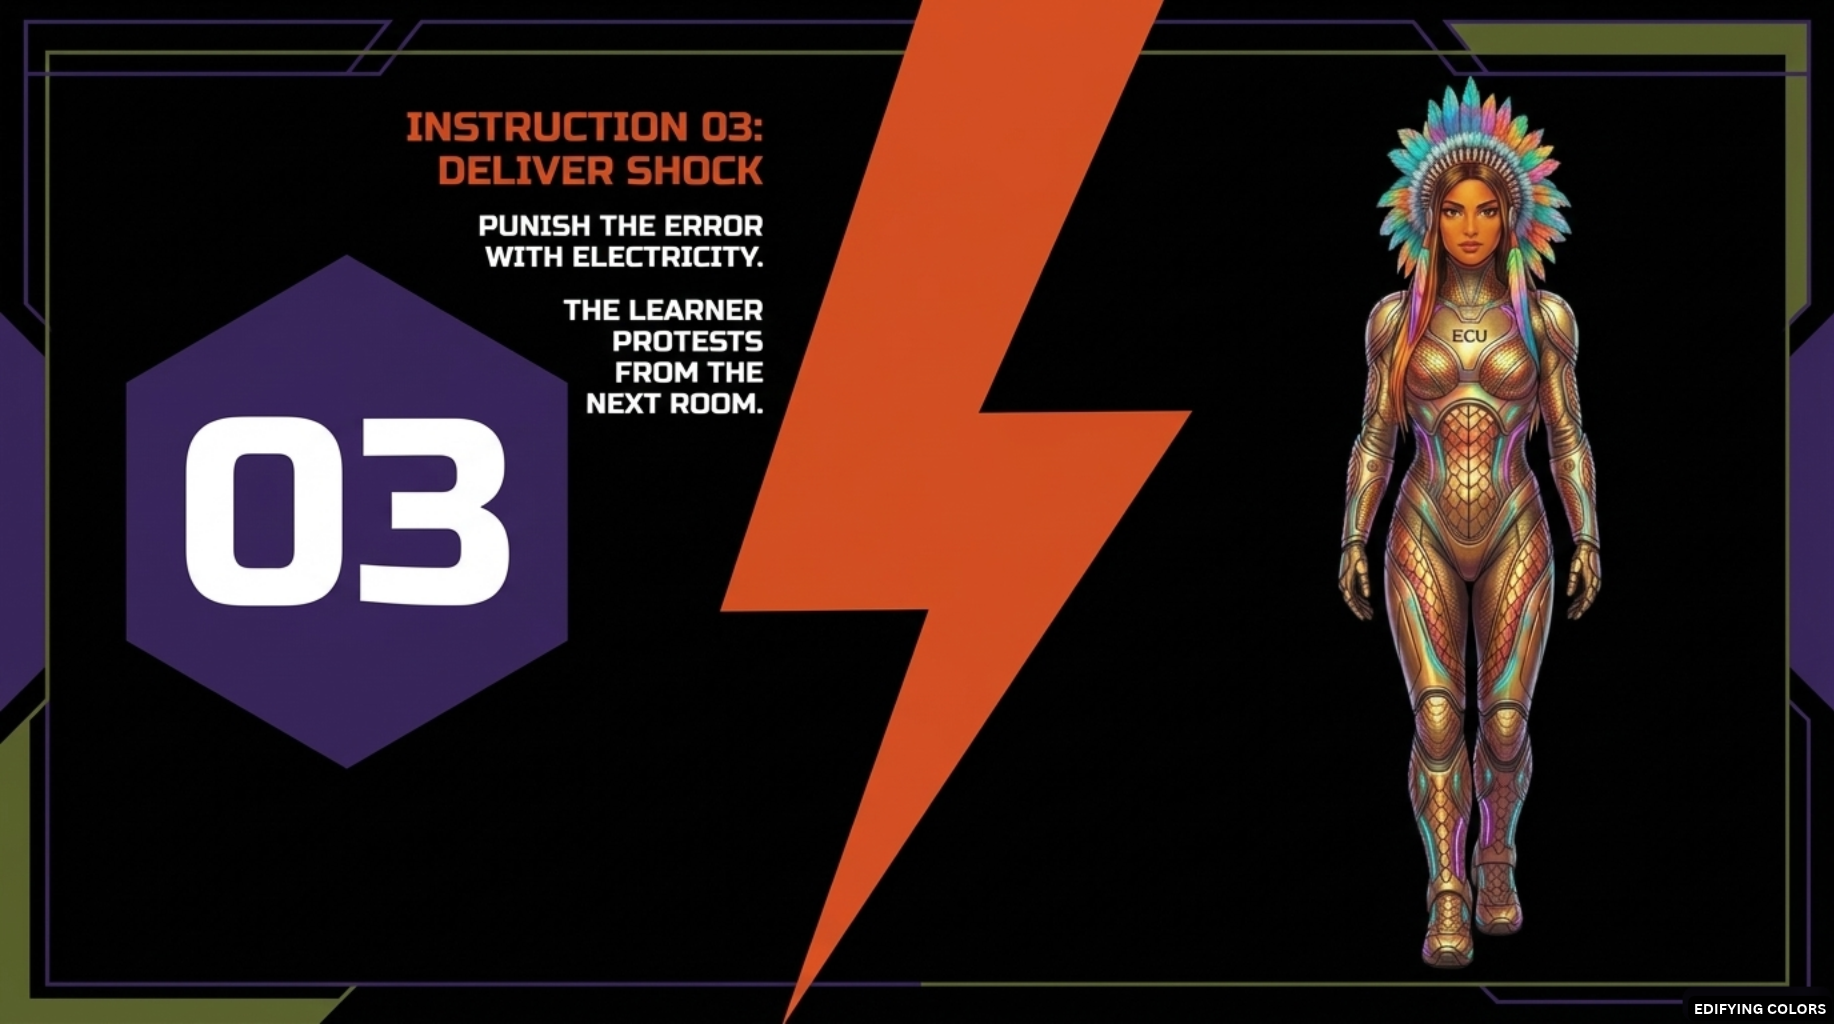 INSTRUCTION 03:
DELIVER SHOCK
PUNISH THE ERROR
WITH ELECTRICITY.
THE LEARNER
PROTESTS
FROM THE
NEXT ROOM.
03
ECU
EDIFYING COLORS